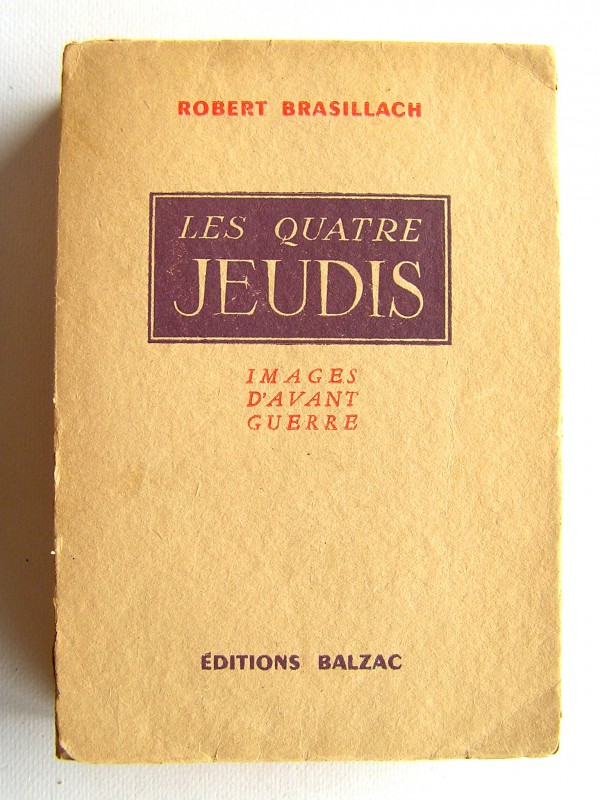 ROBERT BRASILLACH
LES QUATRE
JEUDIS
IMAGES
D'AVANT
GUERRE
ÉDITIONS BALZAC